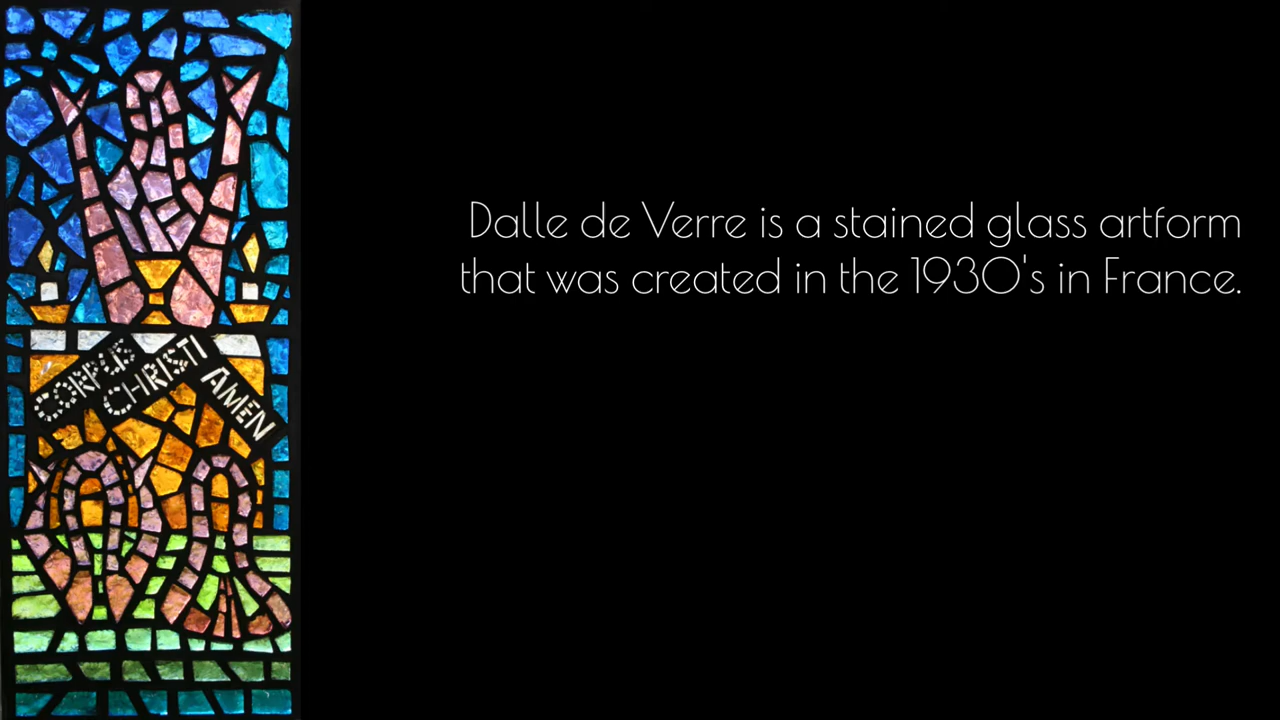 CORPUS
CHRISTI
AMEN
Dalle de Verre is a stained glass artform
that was created in the 1930's in France.